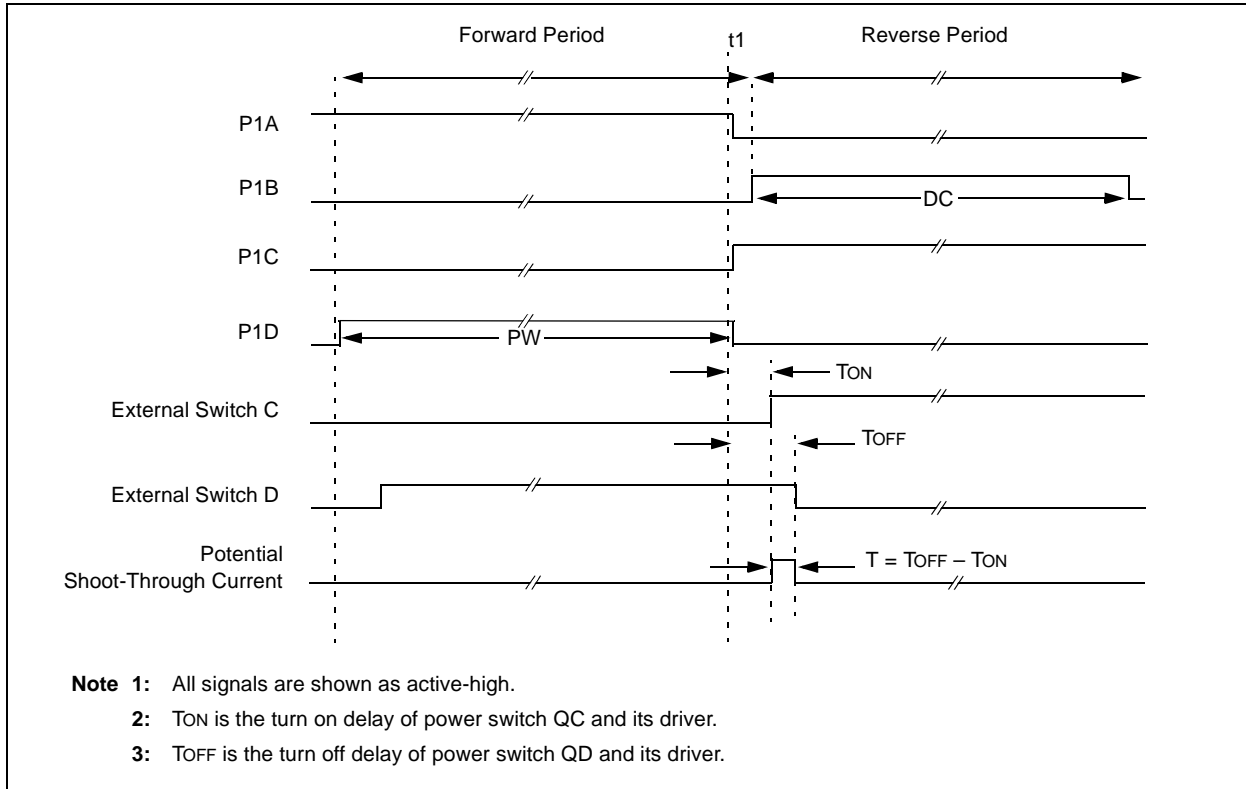 Forward Period
t1
Reverse Period
P1A
P1B
DC
P1C
P1D
PW
TON
External Switch C
TOFF
External Switch D
Potential
Shoot-Through Current
T = TOFF – TON
Note 1: All signals are shown as active-high.
2: TON is the turn on delay of power switch QC and its driver.
3: TOFF is the turn off delay of power switch QD and its driver.